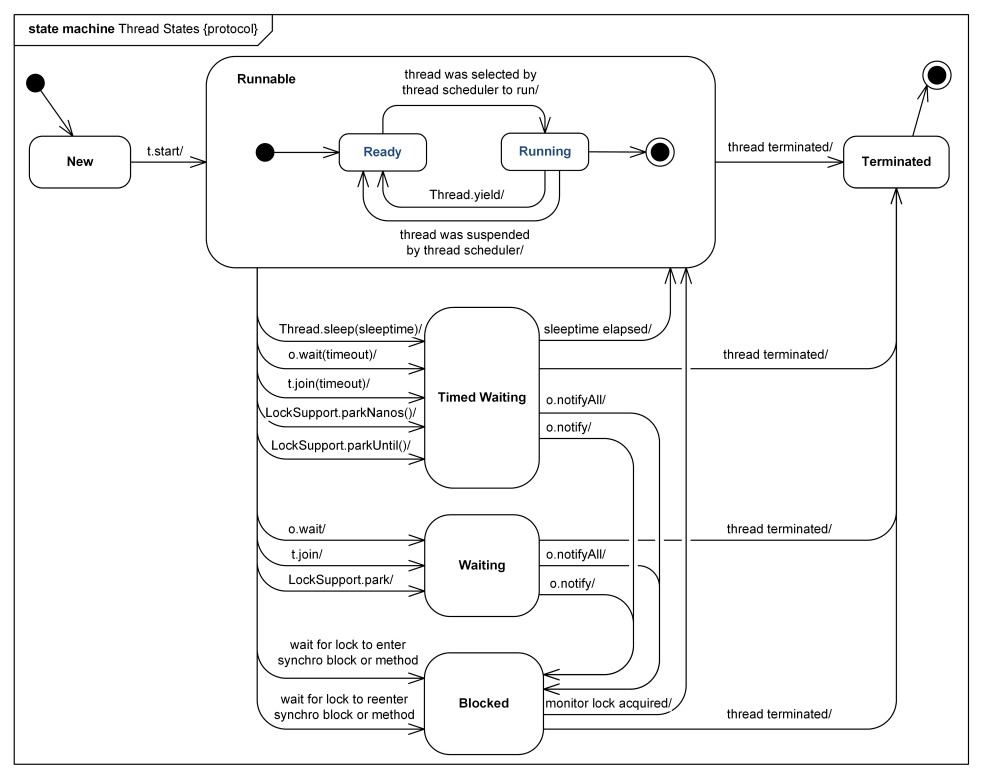 state machine Thread States {protocol}
Runnable
thread was selected by
thread scheduler to run/
New
t.start/
Ready
Running
thread terminated/
Terminated
Thread.yield/
thread was suspended
by thread scheduler/
Thread.sleep(sleeptime)/
sleeptime elapsed/
o.wait(timeout)/
thread terminated/
t.join(timeout)/
Timed Waiting
o.notifyAll/
LockSupport.parkNanos()/
o.notify/
LockSupport.parkUntil()/
o.wait/
thread terminated/
t.join/
o.notifyAll/
Waiting
LockSupport.park/
o.notify/
wait for lock to enter
synchro block or method
wait for lock to reenter
synchro block or method
Blocked
monitor lock acquired/
thread terminated/